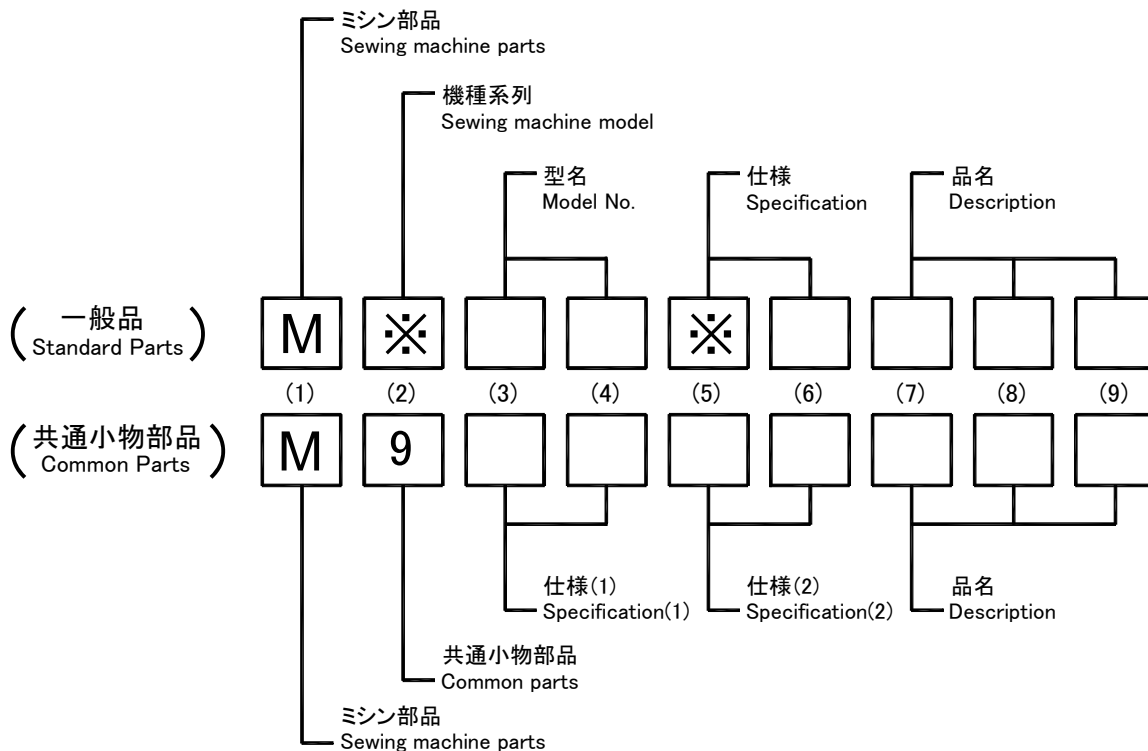 ミシン部品
Sewing machine parts
機種系列
Sewing machine model
型名
Model No.
仕様
Specification
品名
Description
(一般品
Standard Parts)
M ※ ※
(1) (2) (3) (4) (5) (6) (7) (8) (9)
(共通小物部品
Common Parts)
M 9
仕様(1)
Specification(1)
仕様(2)
Specification(2)
品名
Description
共通小物部品
Common parts
ミシン部品
Sewing machine parts